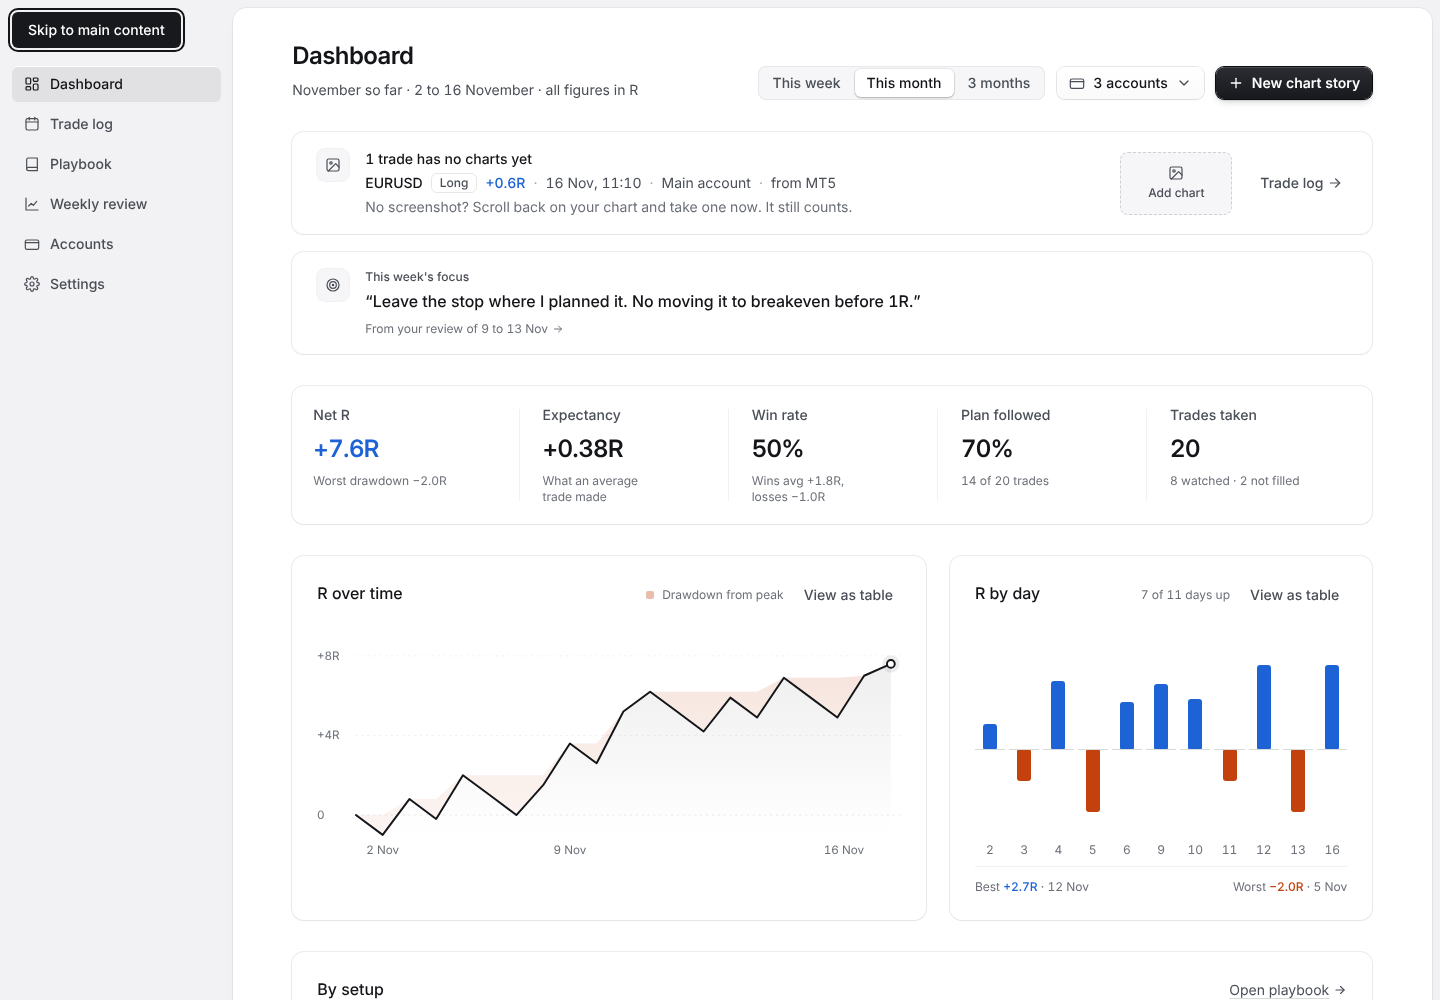 Skip to main content
Dashboard
Trade log
Playbook
Weekly review
Accounts
Settings
Dashboard
November so far · 2 to 16 November · all figures in R
This week
This month
3 months
3 accounts
New chart story
1 trade has no charts yet
EURUSD Long +0.6R · 16 Nov, 11:10 · Main account · from MT5
No screenshot? Scroll back on your chart and take one now. It still counts.
Add chart
Trade log →
This week's focus
“Leave the stop where I planned it. No moving it to breakeven before 1R.”
From your review of 9 to 13 Nov →
Net R
+7.6R
Worst drawdown −2.0R
Expectancy
+0.38R
What an average
trade made
Win rate
50%
Wins avg +1.8R,
losses −1.0R
Plan followed
70%
14 of 20 trades
Trades taken
20
8 watched · 2 not filled
R over time
Drawdown from peak
View as table
+8R
+4R
0
2 Nov
9 Nov
16 Nov
R by day
7 of 11 days up
View as table
2 3 4 5 6 9 10 11 12 13 16
Best +2.7R · 12 Nov
Worst −2.0R · 5 Nov
By setup
Open playbook →